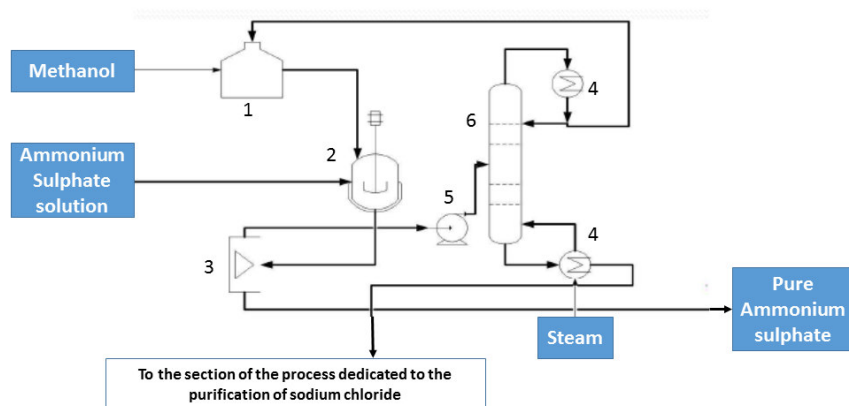 Methanol
1
4
6
Ammonium
Sulphate
solution
2
5
3
4
Steam
Pure
Ammonium
sulphate
To the section of the process dedicated to the
purification of sodium chloride